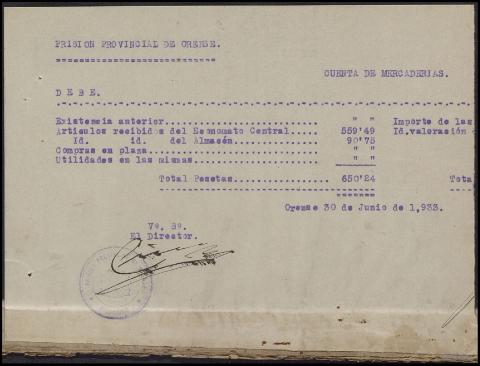 PRISION PROVINCIAL DE ORENSE.
CUENTA DE MERCADERIAS.
D E B E.
Existencia anterior.......................... " " Importe de las
Artículos recibidos del Economato Central..... 559'49 Id.valoración
Id. id. del Almacén................ 90'75
Compras en plaza............................. " "
Utilidades en las mismas..................... " "
Total Pesetas................. 650'24 Total
Orense 30 de Junio de 1,933.
Vº. Bº.
El Director.